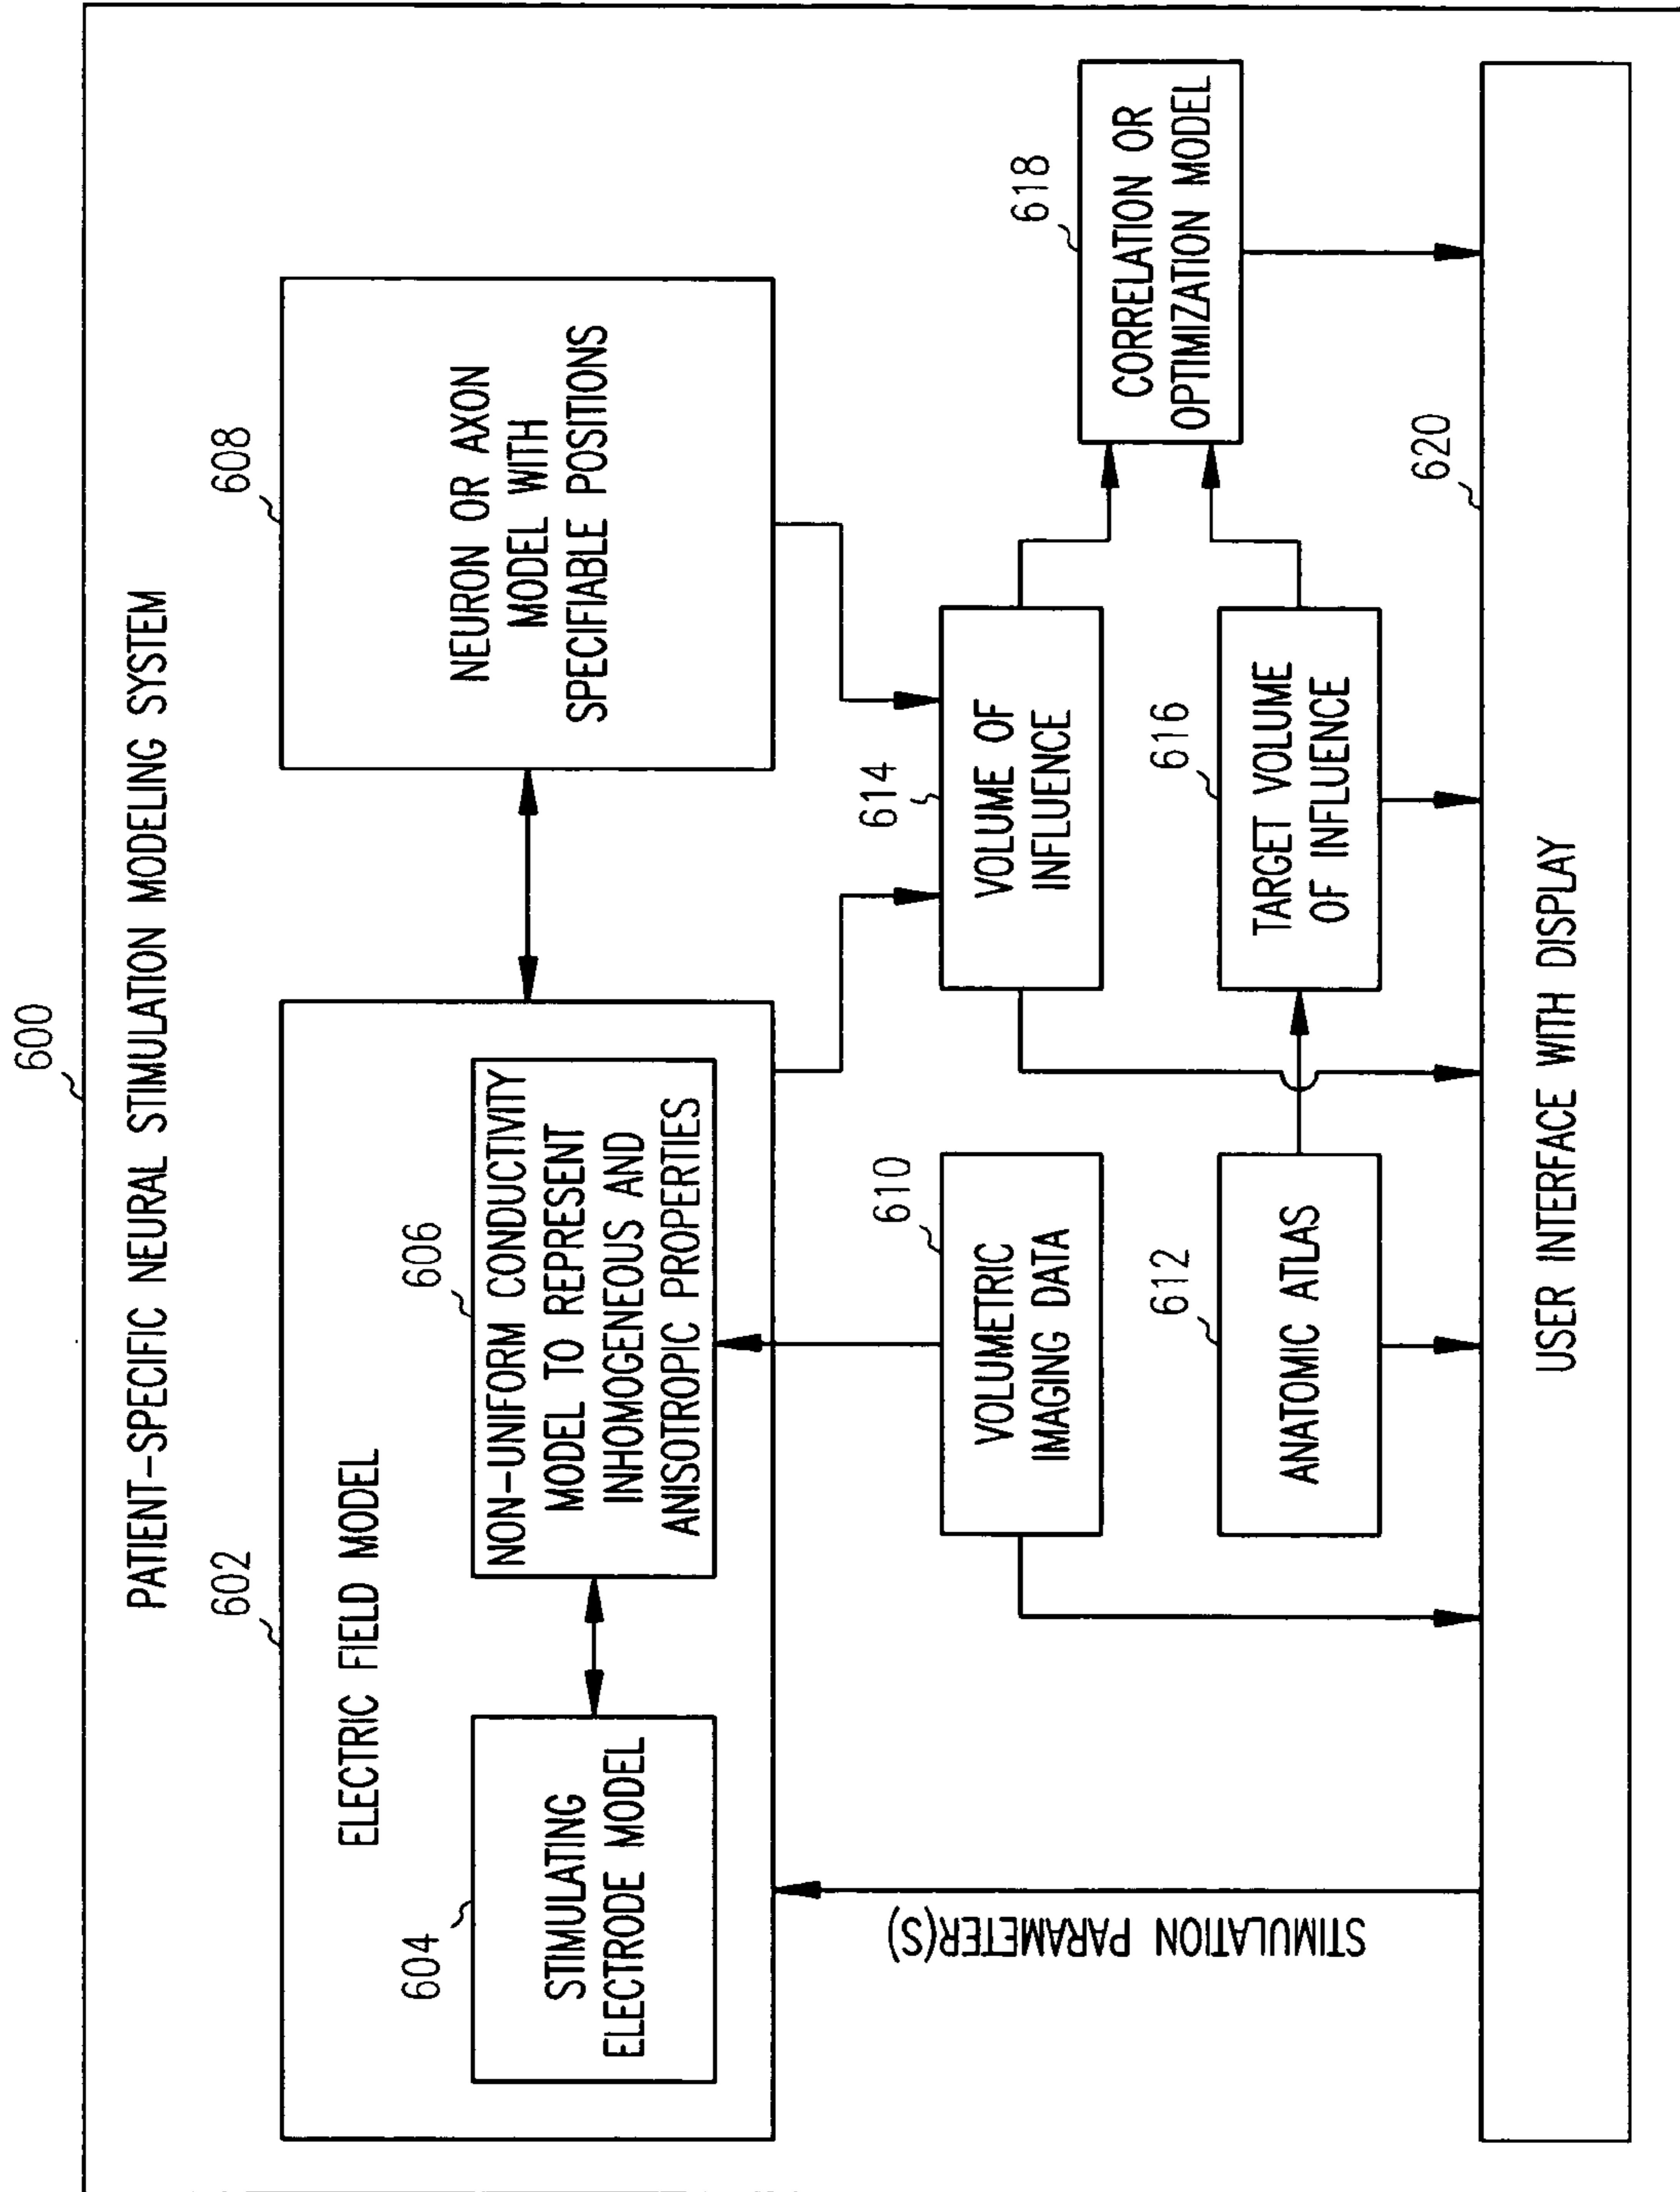 600
PATIENT-SPECIFIC NEURAL STIMULATION MODELING SYSTEM
602
ELECTRIC FIELD MODEL
604
STIMULATING
ELECTRODE MODEL
606
NON-UNIFORM CONDUCTIVITY
MODEL TO REPRESENT
INHOMOGENEOUS AND
ANISOTROPIC PROPERTIES
608
NEURON OR AXON
MODEL WITH
SPECIFIABLE POSITIONS
STIMULATION PARAMETER(S)
610
VOLUMETRIC
IMAGING DATA
612
ANATOMIC ATLAS
614
VOLUME OF
INFLUENCE
616
TARGET VOLUME
OF INFLUENCE
618
CORRELATION OR
OPTIMIZATION MODEL
620
USER INTERFACE WITH DISPLAY